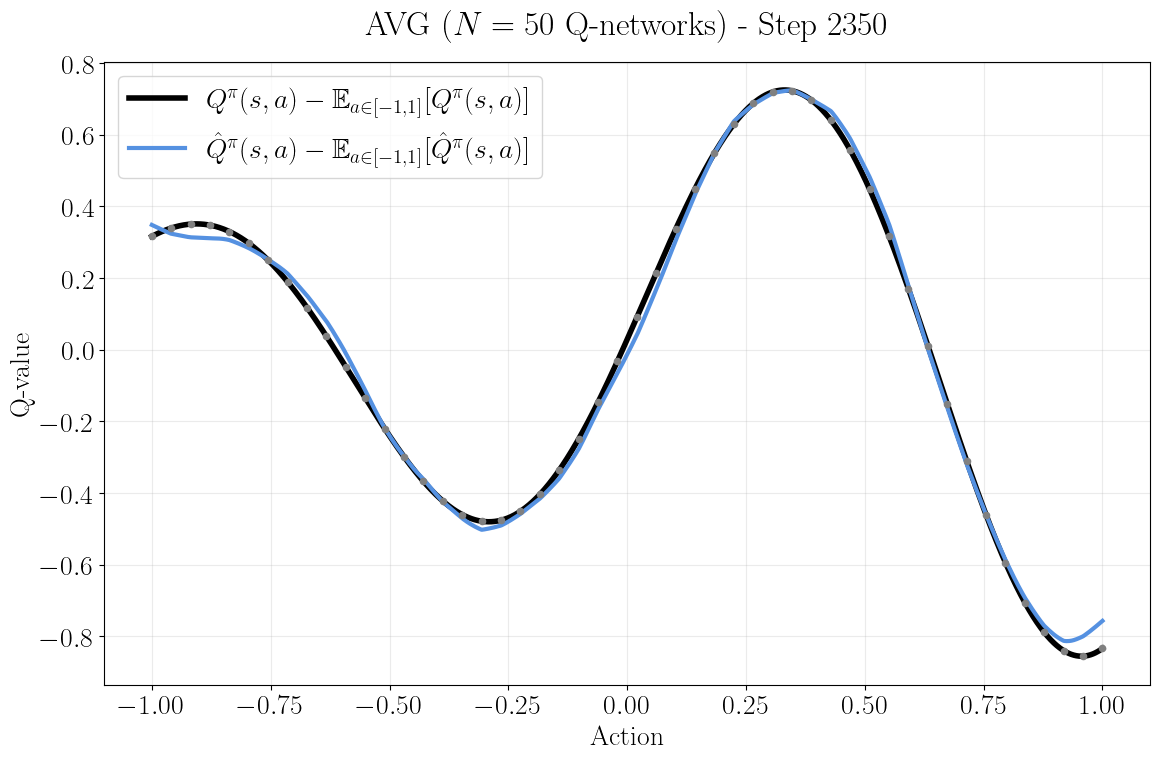 AVG (N = 50 Q-networks) - Step 2350
Q^π(s, a) − 𝔼_{a∈[−1,1]}[Q^π(s, a)]
Q̂^π(s, a) − 𝔼_{a∈[−1,1]}[Q̂^π(s, a)]
Q-value
0.8
0.6
0.4
0.2
0.0
−0.2
−0.4
−0.6
−0.8
−1.00 −0.75 −0.50 −0.25 0.00 0.25 0.50 0.75 1.00
Action